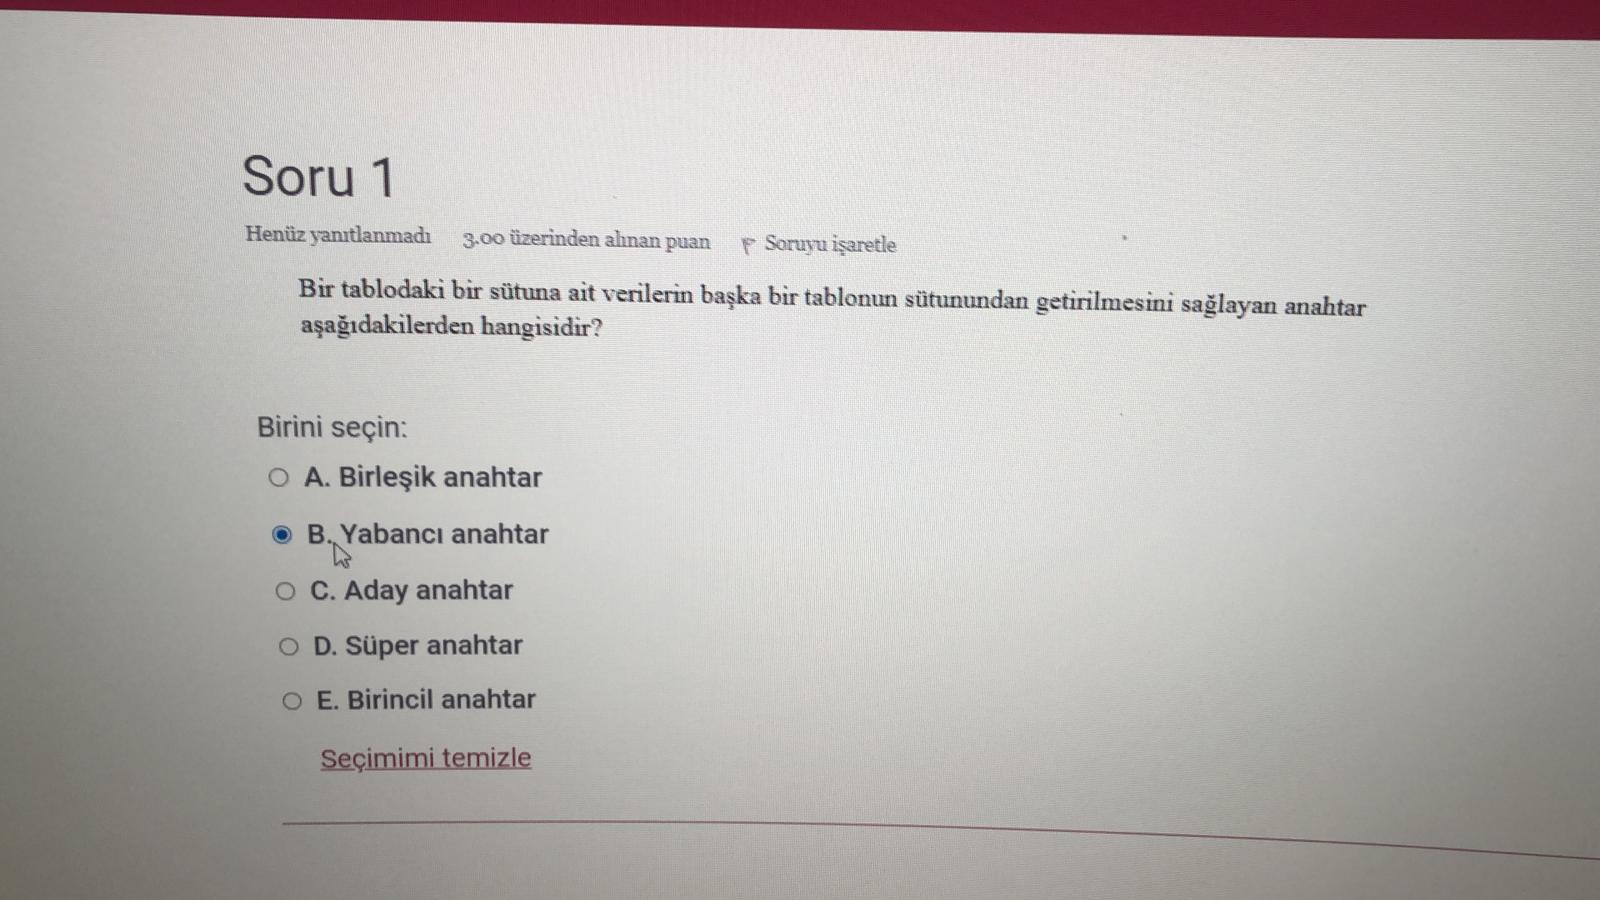 Soru 1
Henüz yanıtlanmadı 3.00 üzerinden alınan puan Soruyu işaretle
Bir tablodaki bir sütuna ait verilerin başka bir tablonun sütunundan getirilmesini sağlayan anahtar
aşağıdakilerden hangisidir?
Birini seçin:
A. Birleşik anahtar
B. Yabancı anahtar
C. Aday anahtar
D. Süper anahtar
E. Birincil anahtar
Seçimimi temizle